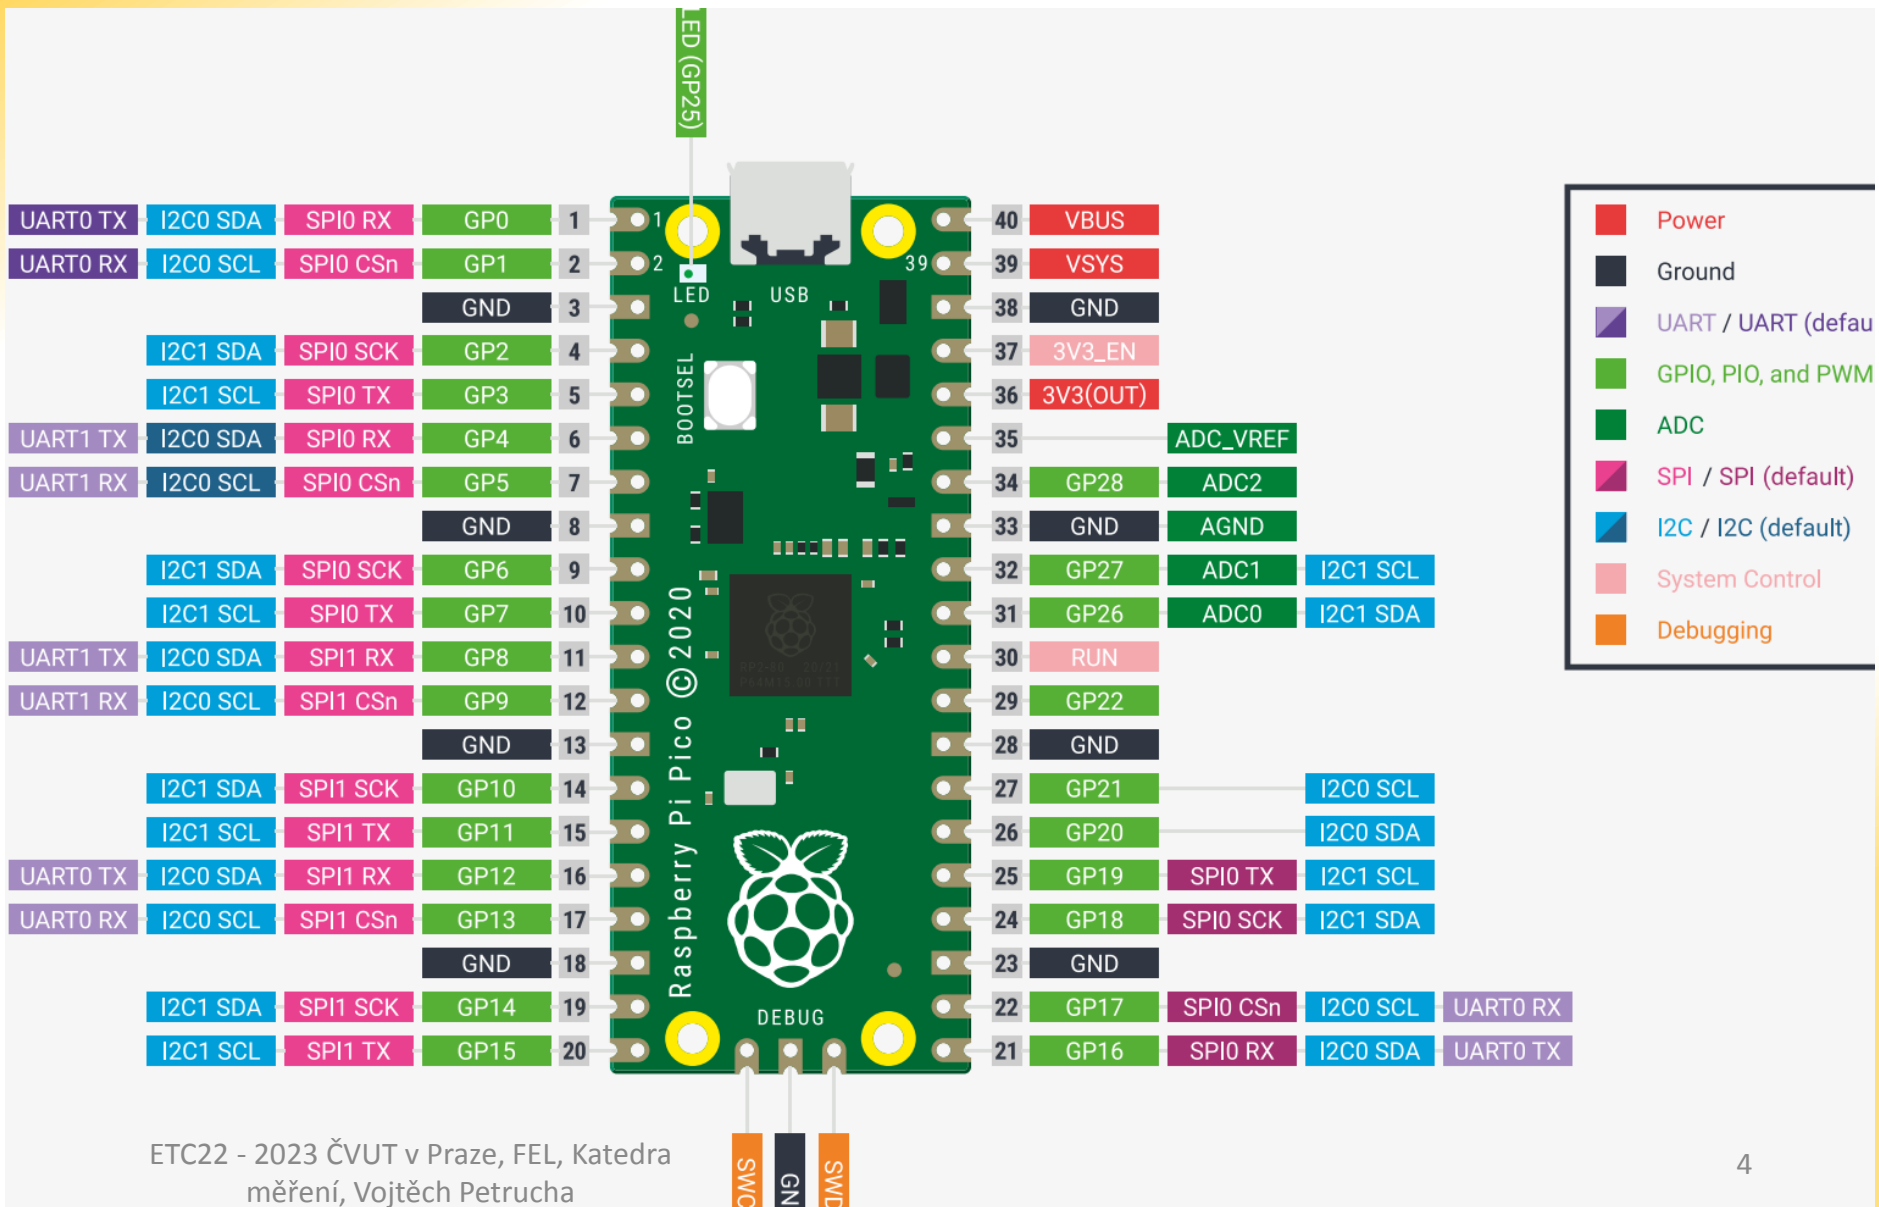 LED (GP25)
UART0 TX I2C0 SDA SPI0 RX GP0 1 1 40 VBUS
UART0 RX I2C0 SCL SPI0 CSn GP1 2 2 39 39 VSYS
LED USB
GND 3 38 GND
I2C1 SDA SPI0 SCK GP2 4 37 3V3_EN
I2C1 SCL SPI0 TX GP3 5 36 3V3(OUT)
BOOTSEL
UART1 TX I2C0 SDA SPI0 RX GP4 6 35 ADC_VREF
UART1 RX I2C0 SCL SPI0 CSn GP5 7 34 GP28 ADC2
GND 8 33 GND AGND
I2C1 SDA SPI0 SCK GP6 9 32 GP27 ADC1 I2C1 SCL
I2C1 SCL SPI0 TX GP7 10 31 GP26 ADC0 I2C1 SDA
UART1 TX I2C0 SDA SPI1 RX GP8 11 30 RUN
UART1 RX I2C0 SCL SPI1 CSn GP9 12 29 GP22
GND 13 28 GND
I2C1 SDA SPI1 SCK GP10 14 27 GP21 I2C0 SCL
I2C1 SCL SPI1 TX GP11 15 26 GP20 I2C0 SDA
UART0 TX I2C0 SDA SPI1 RX GP12 16 25 GP19 SPI0 TX I2C1 SCL
UART0 RX I2C0 SCL SPI1 CSn GP13 17 24 GP18 SPI0 SCK I2C1 SDA
GND 18 23 GND
I2C1 SDA SPI1 SCK GP14 19 22 GP17 SPI0 CSn I2C0 SCL UART0 RX
I2C1 SCL SPI1 TX GP15 20 21 GP16 SPI0 RX I2C0 SDA UART0 TX
Raspberry Pi Pico ©2020
DEBUG
GN
Power
Ground
UART / UART (defau
GPIO, PIO, and PWM
ADC
SPI / SPI (default)
I2C / I2C (default)
System Control
Debugging
ETC22 - 2023 ČVUT v Praze, FEL, Katedra
měření, Vojtěch Petrucha
4